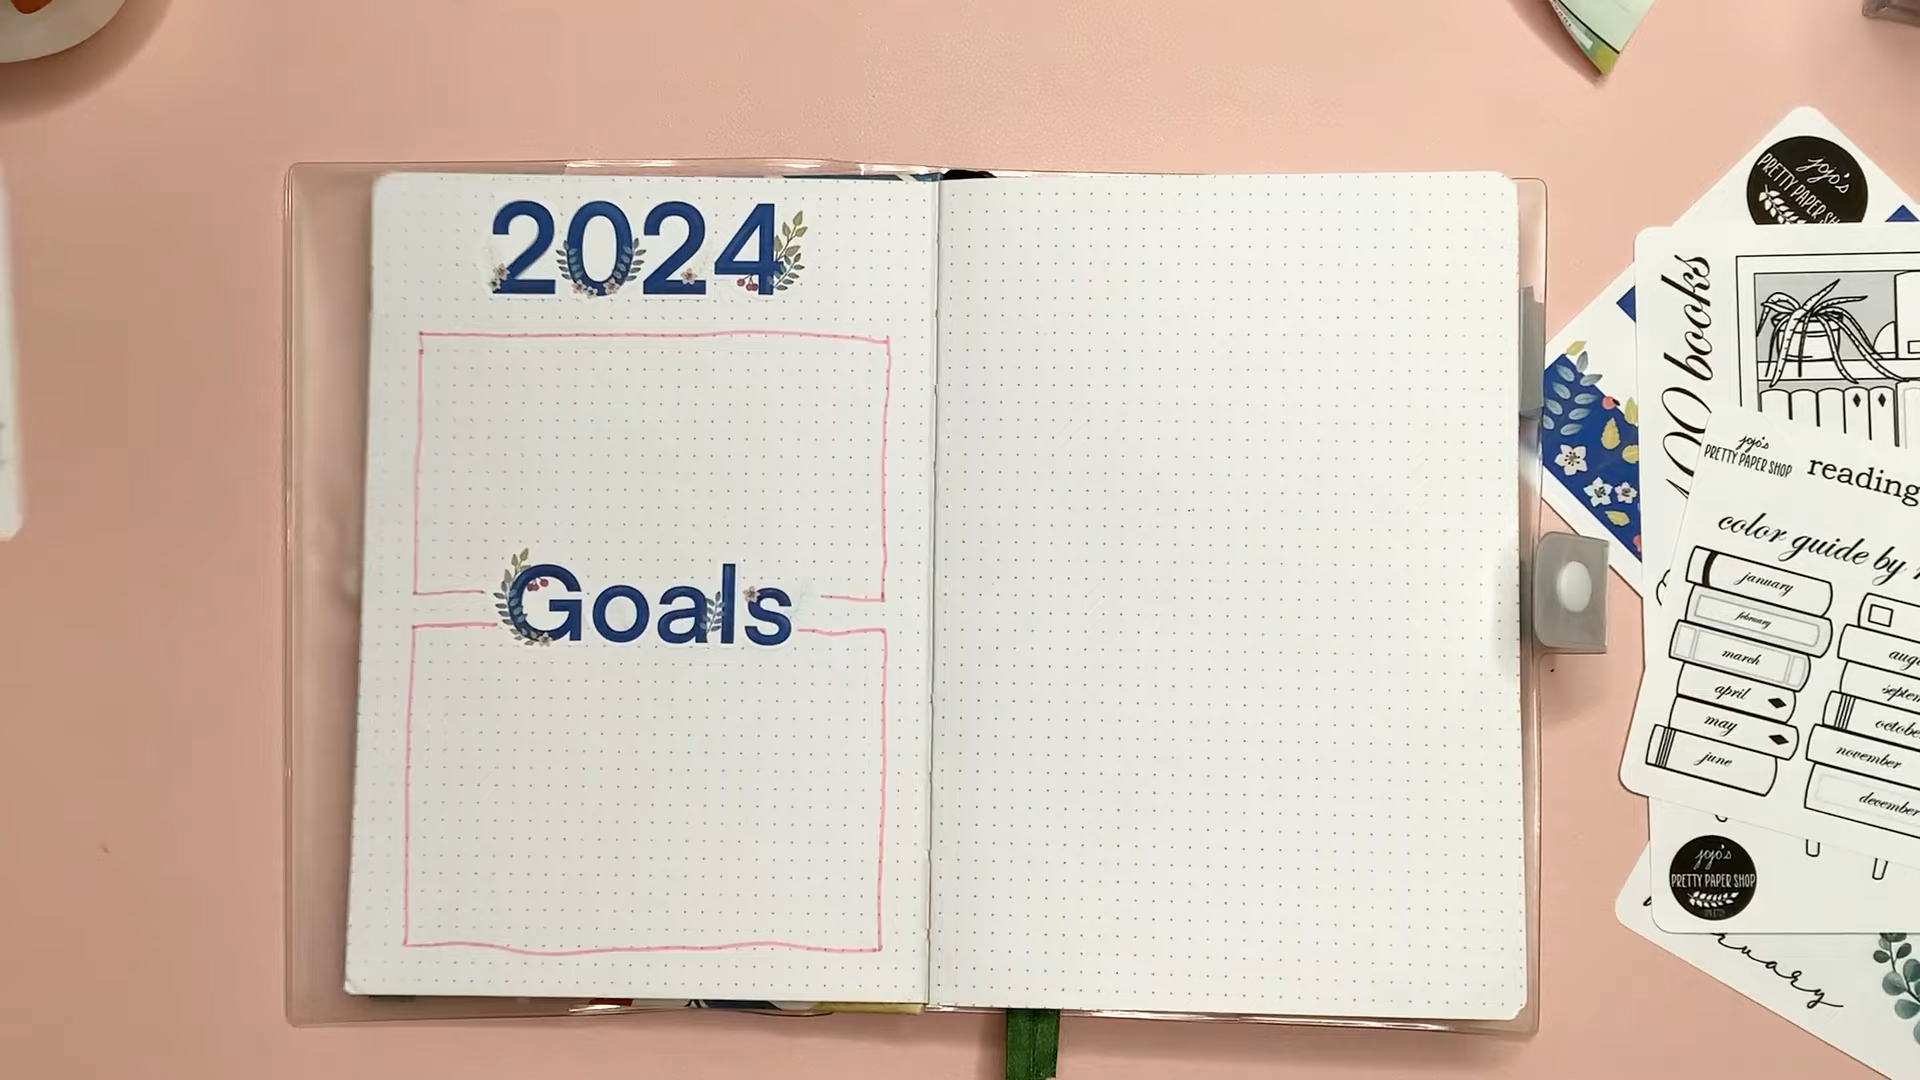 2024
Goals
jojo's
PRETTY PAPER
100 books
jojo's
PRETTY PAPER SHOP
reading
color guide by
january
february
march
april
may
june
november
december
jojo's
PRETTY PAPER SHOP